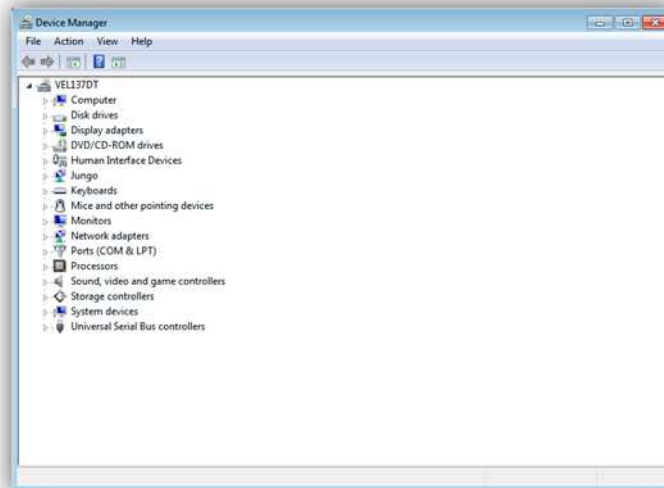 Device Manager
File Action View Help
VEL137DT
Computer
Disk drives
Display adapters
DVD/CD-ROM drives
Human Interface Devices
Jungo
Keyboards
Mice and other pointing devices
Monitors
Network adapters
Ports (COM & LPT)
Processors
Sound, video and game controllers
Storage controllers
System devices
Universal Serial Bus controllers